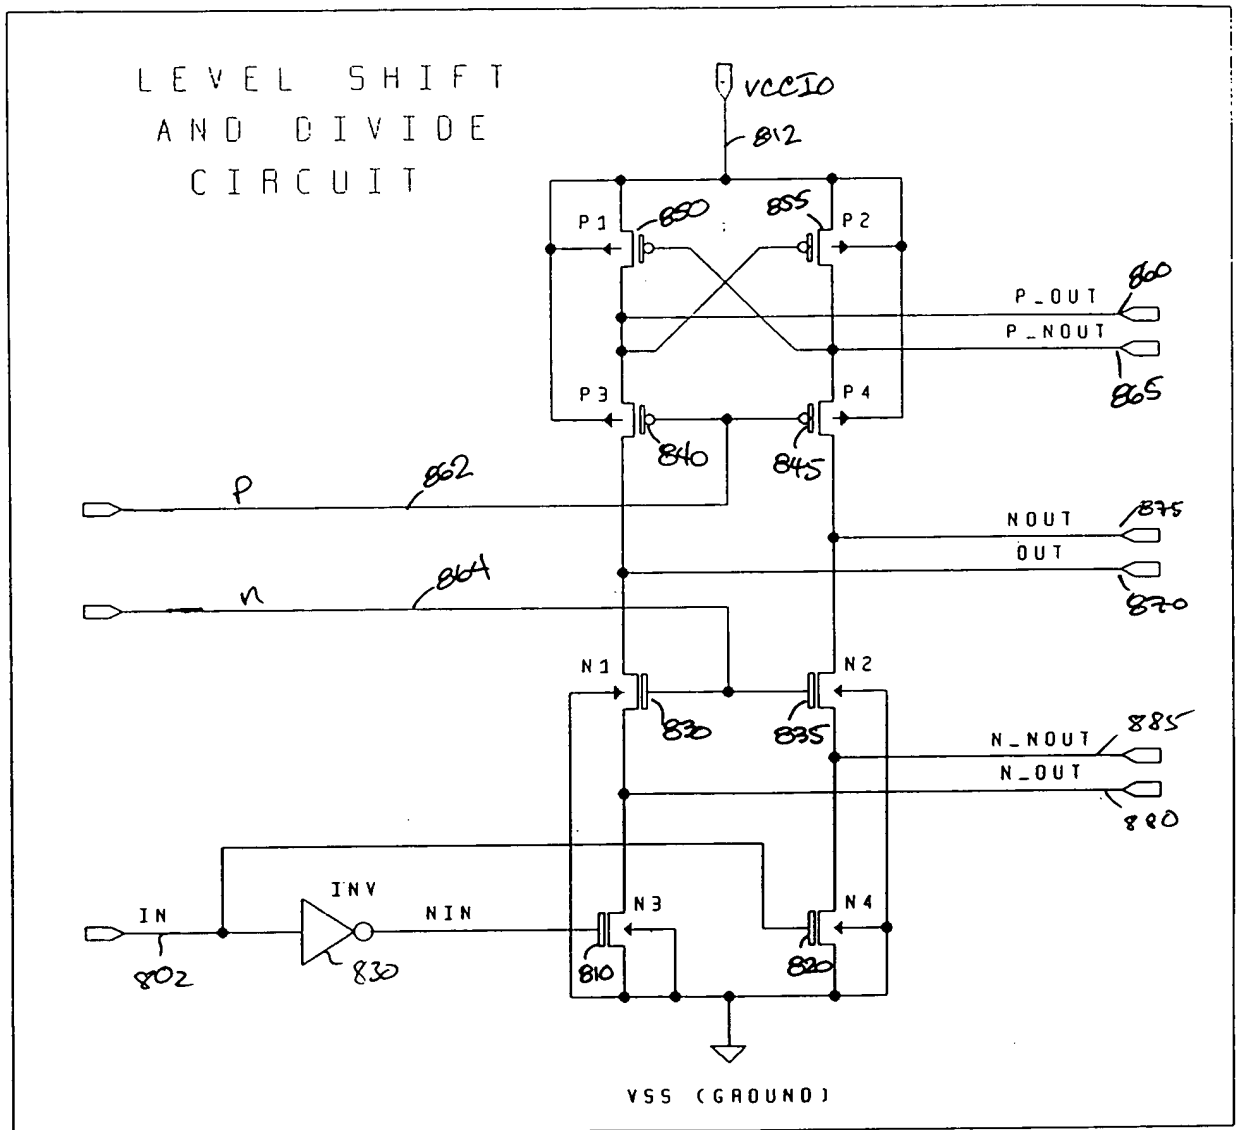 LEVEL SHIFT
AND DIVIDE
CIRCUIT
VCCIO
812
P1
850
855
P2
860
P_OUT
P_NOUT
865
P3
840
845
P4
P
862
NOUT
875
OUT
870
n
864
N1
830
835
N2
N_NOUT
885
N_OUT
880
IN
802
INV
830
NIN
N3
810
N4
820
VSS (GROUND)